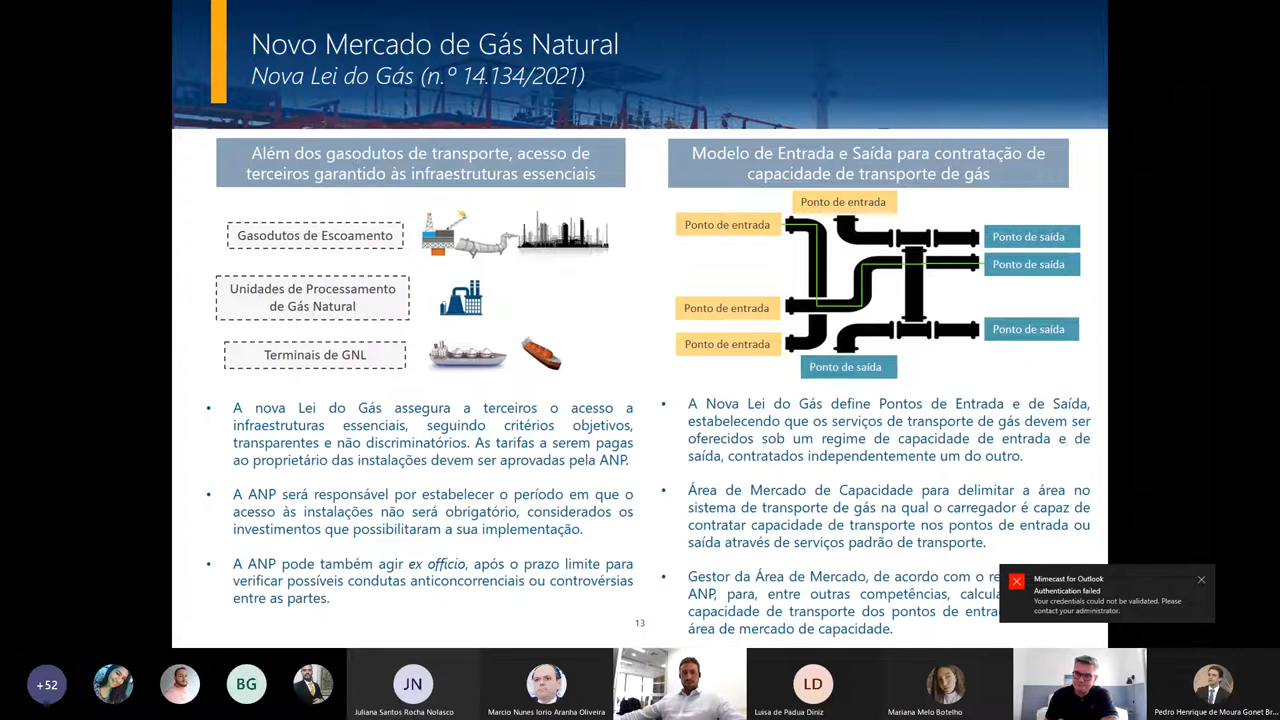 Novo Mercado de Gás Natural
Nova Lei do Gás (n.º 14.134/2021)
Além dos gasodutos de transporte, acesso de
terceiros garantido às infraestruturas essenciais
Gasodutos de Escoamento
Unidades de Processamento
de Gás Natural
Terminais de GNL
• A nova Lei do Gás assegura a terceiros o acesso a
infraestruturas essenciais, seguindo critérios objetivos,
transparentes e não discriminatórios. As tarifas a serem pagas
ao proprietário das instalações devem ser aprovadas pela ANP.
• A ANP será responsável por estabelecer o período em que o
acesso às instalações não será obrigatório, considerados os
investimentos que possibilitaram a sua implementação.
• A ANP pode também agir ex officio, após o prazo limite para
verificar possíveis condutas anticoncorrenciais ou controvérsias
entre as partes.
Modelo de Entrada e Saída para contratação de
capacidade de transporte de gás
Ponto de entrada
Ponto de entrada
Ponto de saída
Ponto de saída
Ponto de entrada
Ponto de saída
Ponto de entrada
Ponto de saída
• A Nova Lei do Gás define Pontos de Entrada e de Saída,
estabelecendo que os serviços de transporte de gás devem ser
oferecidos sob um regime de capacidade de entrada e de
saída, contratados independentemente um do outro.
• Área de Mercado de Capacidade para delimitar a área no
sistema de transporte de gás na qual o carregador é capaz de
contratar capacidade de transporte nos pontos de entrada ou
saída através de serviços padrão de transporte.
• Gestor da Área de Mercado, de acordo com o
ANP, para, entre outras competências,
capacidade de transporte dos pontos de
área de mercado de capacidade.
13
Mimecast for Outlook
Authentication failed
Your credentials could not be validated. Please
contact your administrator.
+52
BG
JN
LD
Juliana Santos Rocha Nolasco
Marcio Nunes Iorio Aranha Oliveira
Luisa de Padua Diniz
Mariana Melo Botelho
Pedro Henrique de Moura Gonet Br...